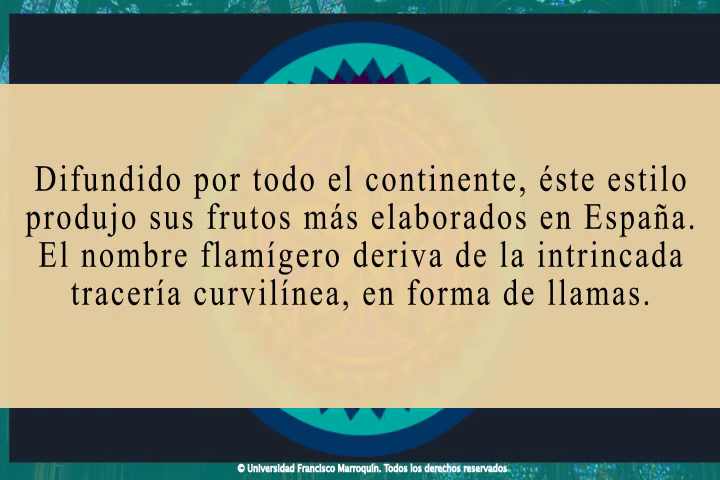 Difundido por todo el continente, éste estilo
produjo sus frutos más elaborados en España.
El nombre flamígero deriva de la intrincada
tracería curvilínea, en forma de llamas.
© Universidad Francisco Marroquín. Todos los derechos reservados